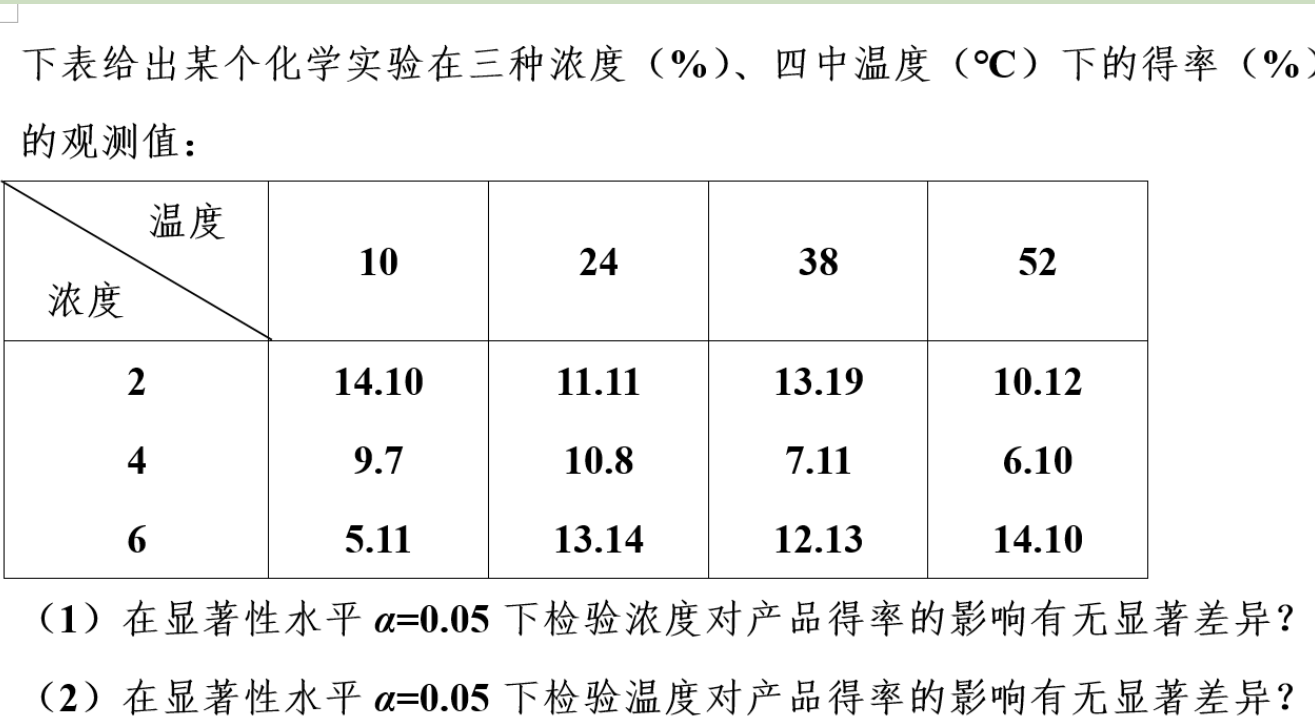 下表给出某个化学实验在三种浓度（%）、四中温度（℃）下的得率（%）
的观测值：
温度
浓度
10 24 38 52
2 14.10 11.11 13.19 10.12
4 9.7 10.8 7.11 6.10
6 5.11 13.14 12.13 14.10
（1）在显著性水平 α=0.05 下检验浓度对产品得率的影响有无显著差异？
（2）在显著性水平 α=0.05 下检验温度对产品得率的影响有无显著差异？